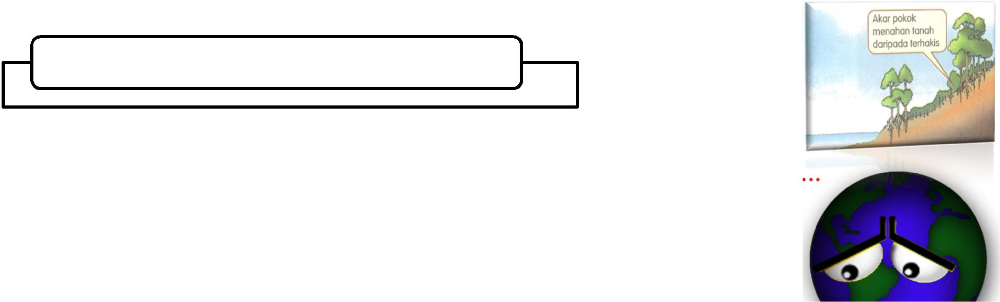 Akar pokok
menahan tanah
daripada terhakis
...